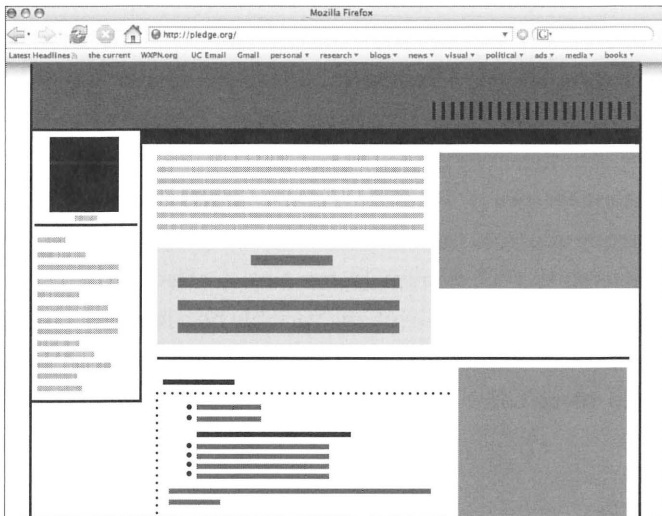 Mozilla Firefox
http://pledge.org/
G
Latest Headlines the current WXPN.org UC Email Gmail personal research blogs news visual political ads media books